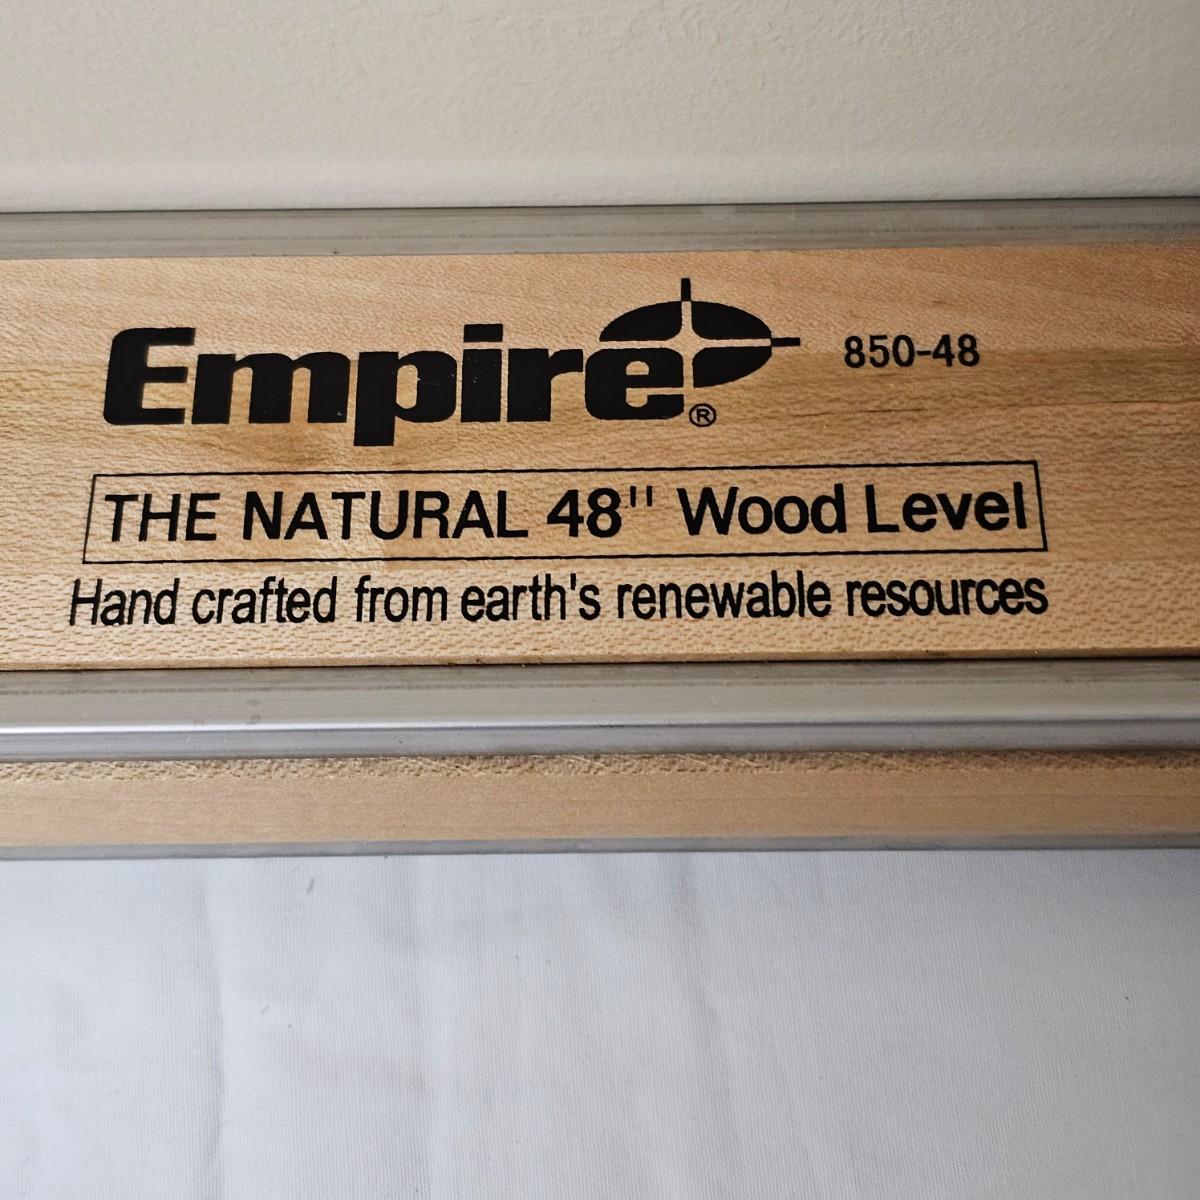 Empire® 850-48
THE NATURAL 48" Wood Level
Hand crafted from earth's renewable resources